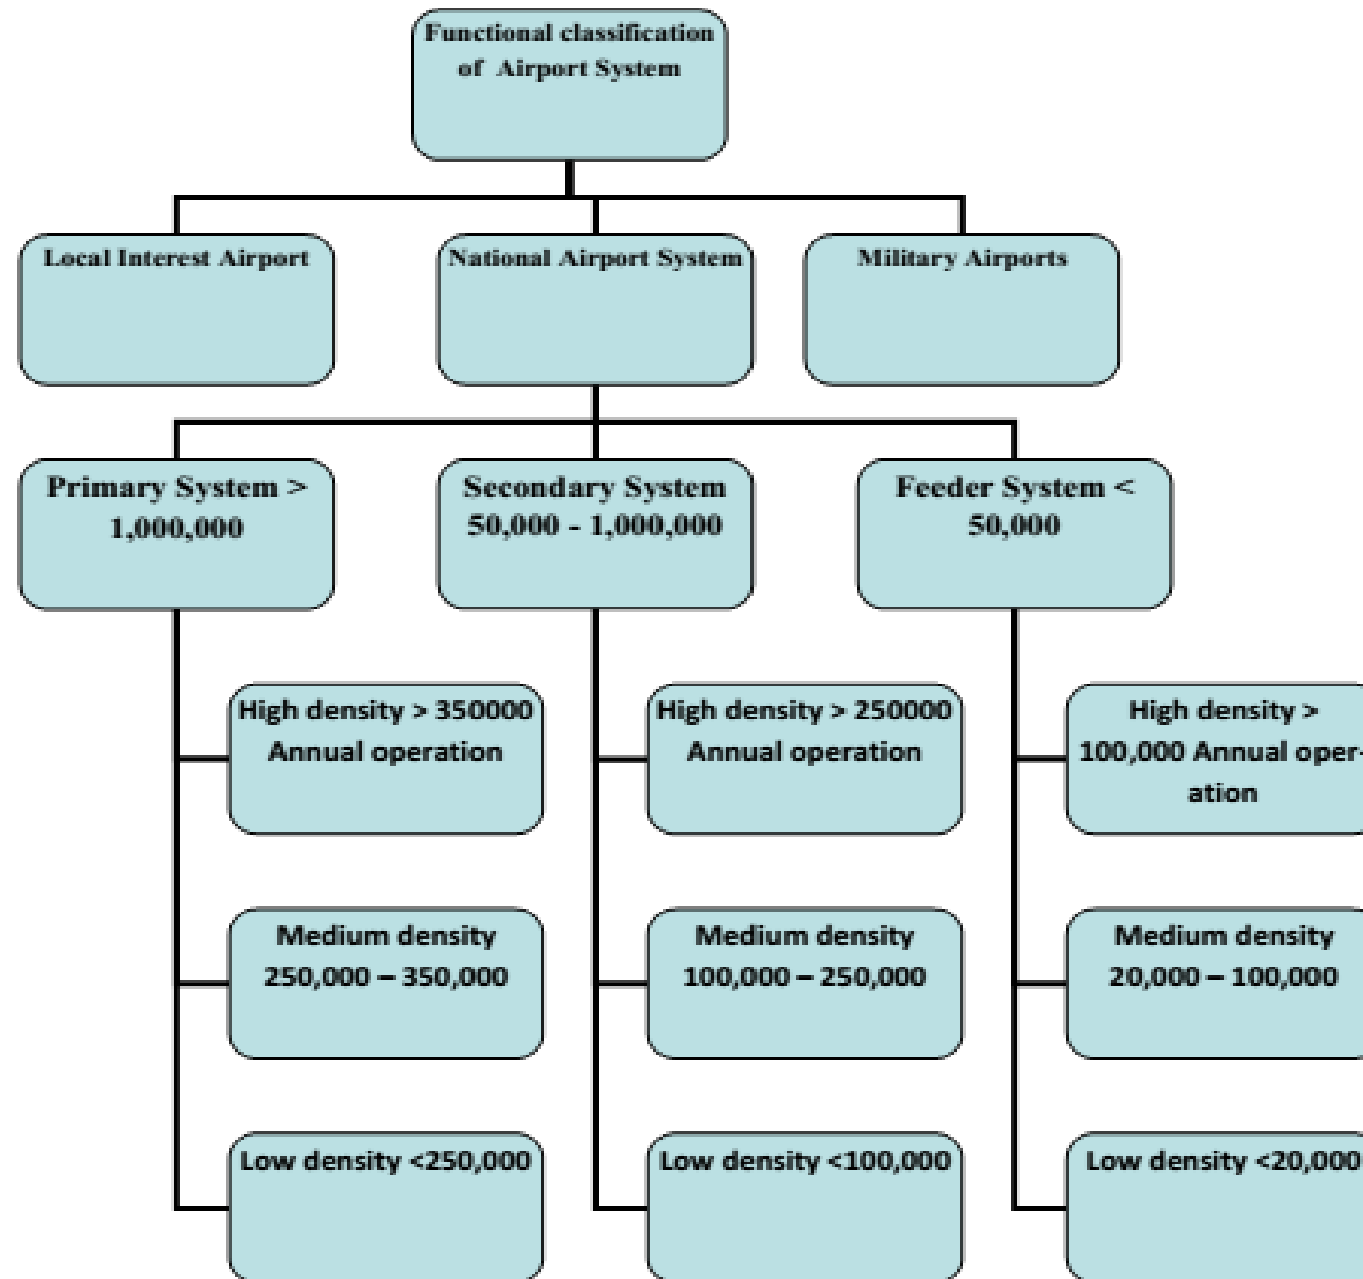 Functional classification
of Airport System
Local Interest Airport
National Airport System
Military Airports
Primary System >
1,000,000
Secondary System
50,000 - 1,000,000
Feeder System <
50,000
High density > 350000
Annual operation
High density > 250000
Annual operation
High density >
100,000 Annual oper-
ation
Medium density
250,000 – 350,000
Medium density
100,000 – 250,000
Medium density
20,000 – 100,000
Low density <250,000
Low density <100,000
Low density <20,000